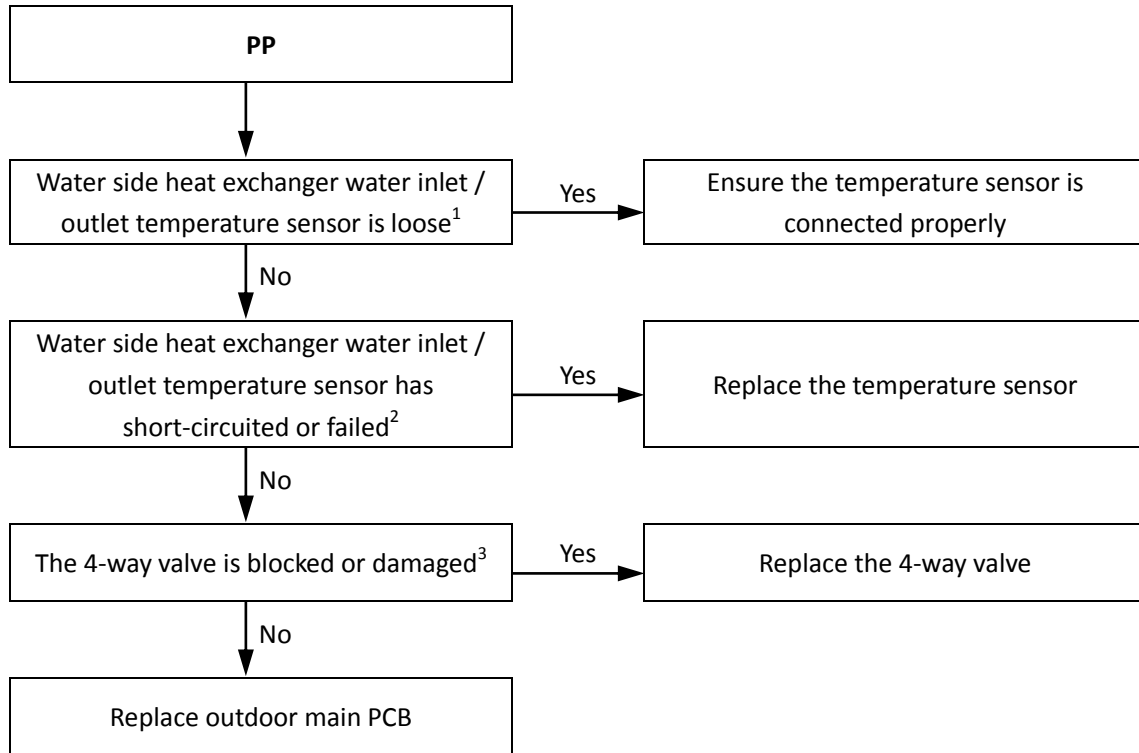 PP
Water side heat exchanger water inlet /
outlet temperature sensor is loose¹
Yes
Ensure the temperature sensor is
connected properly
No
Water side heat exchanger water inlet /
outlet temperature sensor has
short-circuited or failed²
Yes
Replace the temperature sensor
No
The 4-way valve is blocked or damaged³
Yes
Replace the 4-way valve
No
Replace outdoor main PCB